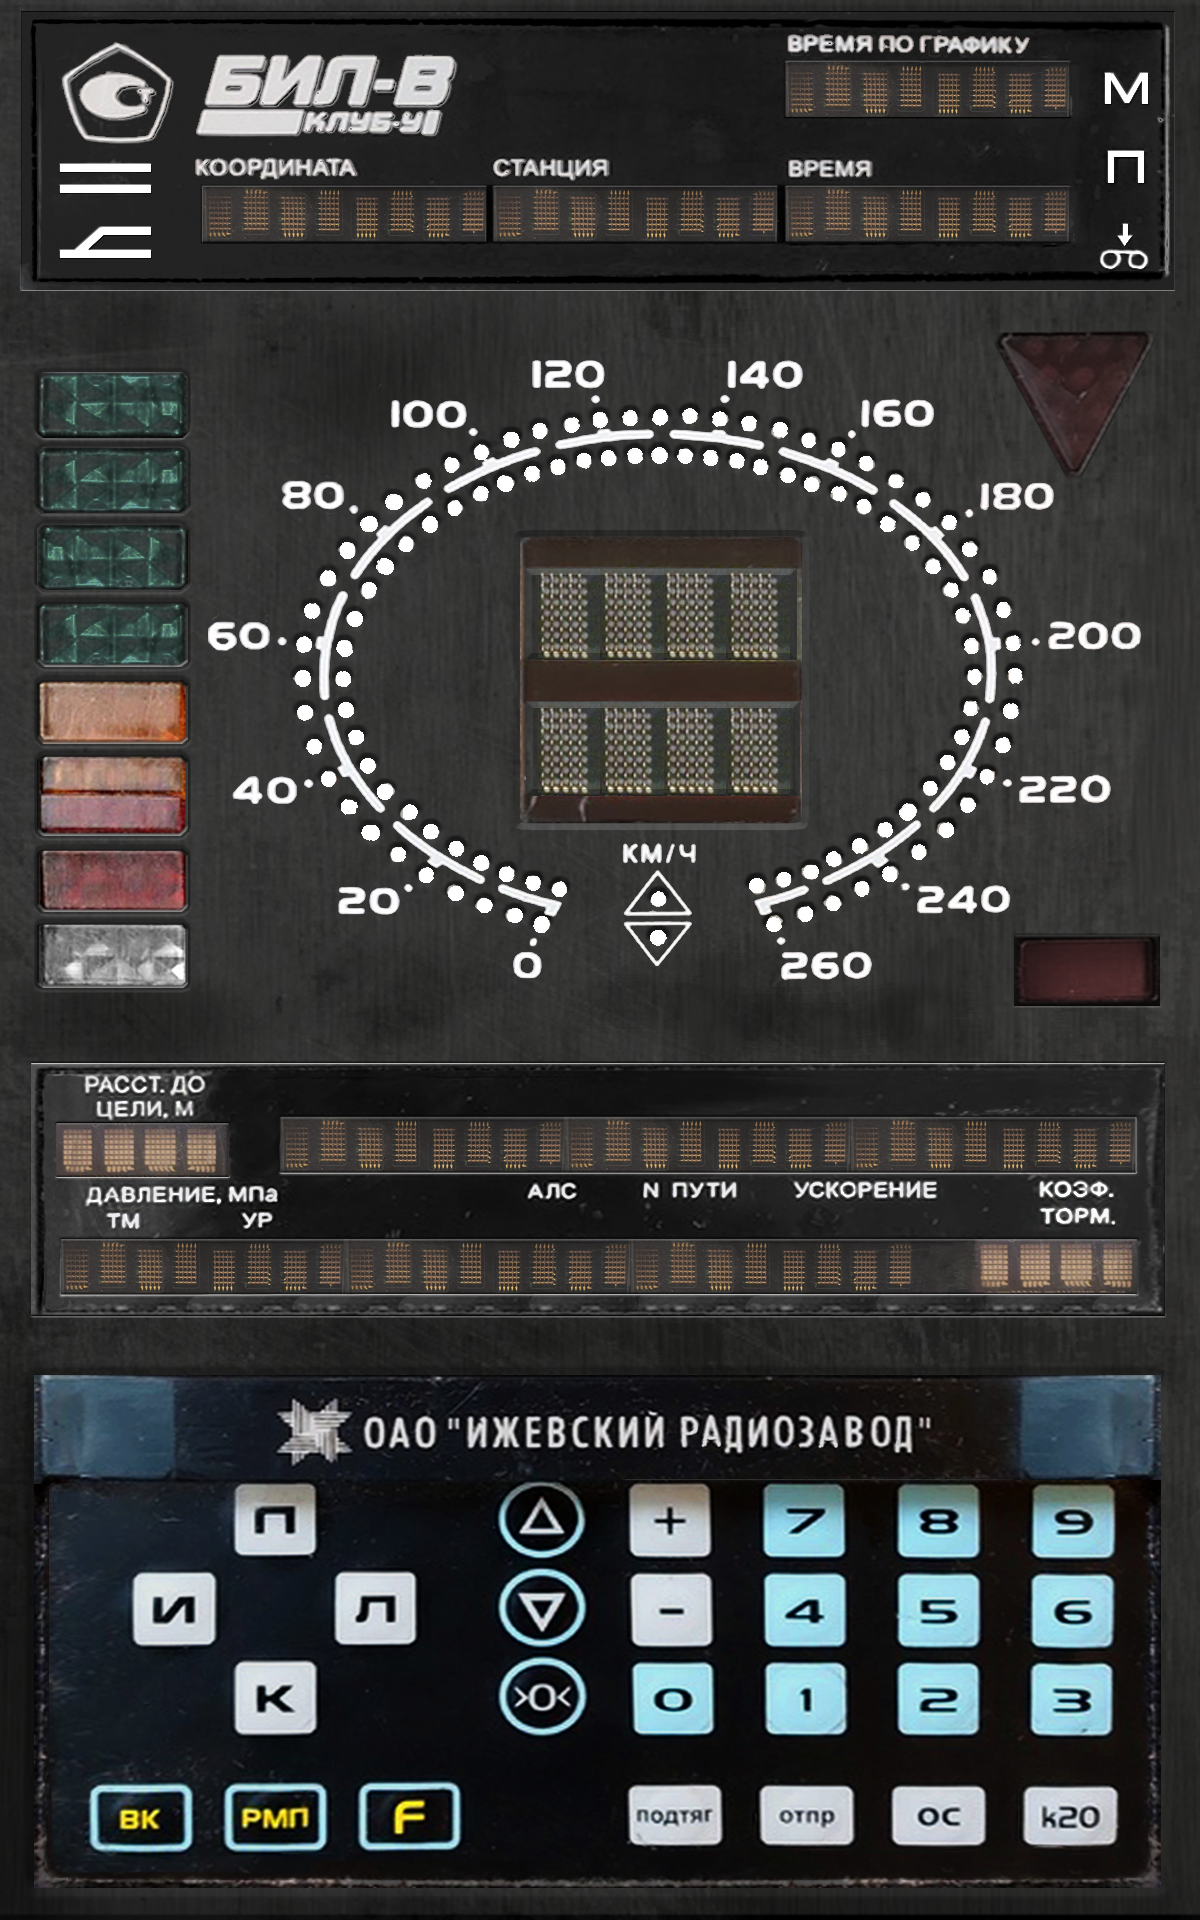 БИЛ-В
КЛУБ-У
ВРЕМЯ ПО ГРАФИКУ
М
П
КООРДИНАТА СТАНЦИЯ ВРЕМЯ
120 140
100 160
80 180
60 200
40 220
КМ/Ч
20 240
0 260
РАССТ. ДО
ЦЕЛИ, М
ДАВЛЕНИЕ, МПа АЛС N ПУТИ УСКОРЕНИЕ КОЭФ.
ТМ УР ТОРМ.
ОАО "ИЖЕВСКИЙ РАДИОЗАВОД"
П + 7 8 9
И Л - 4 5 6
К >0< 0 1 2 3
ВК РМП F подтяг отпр ОС к20